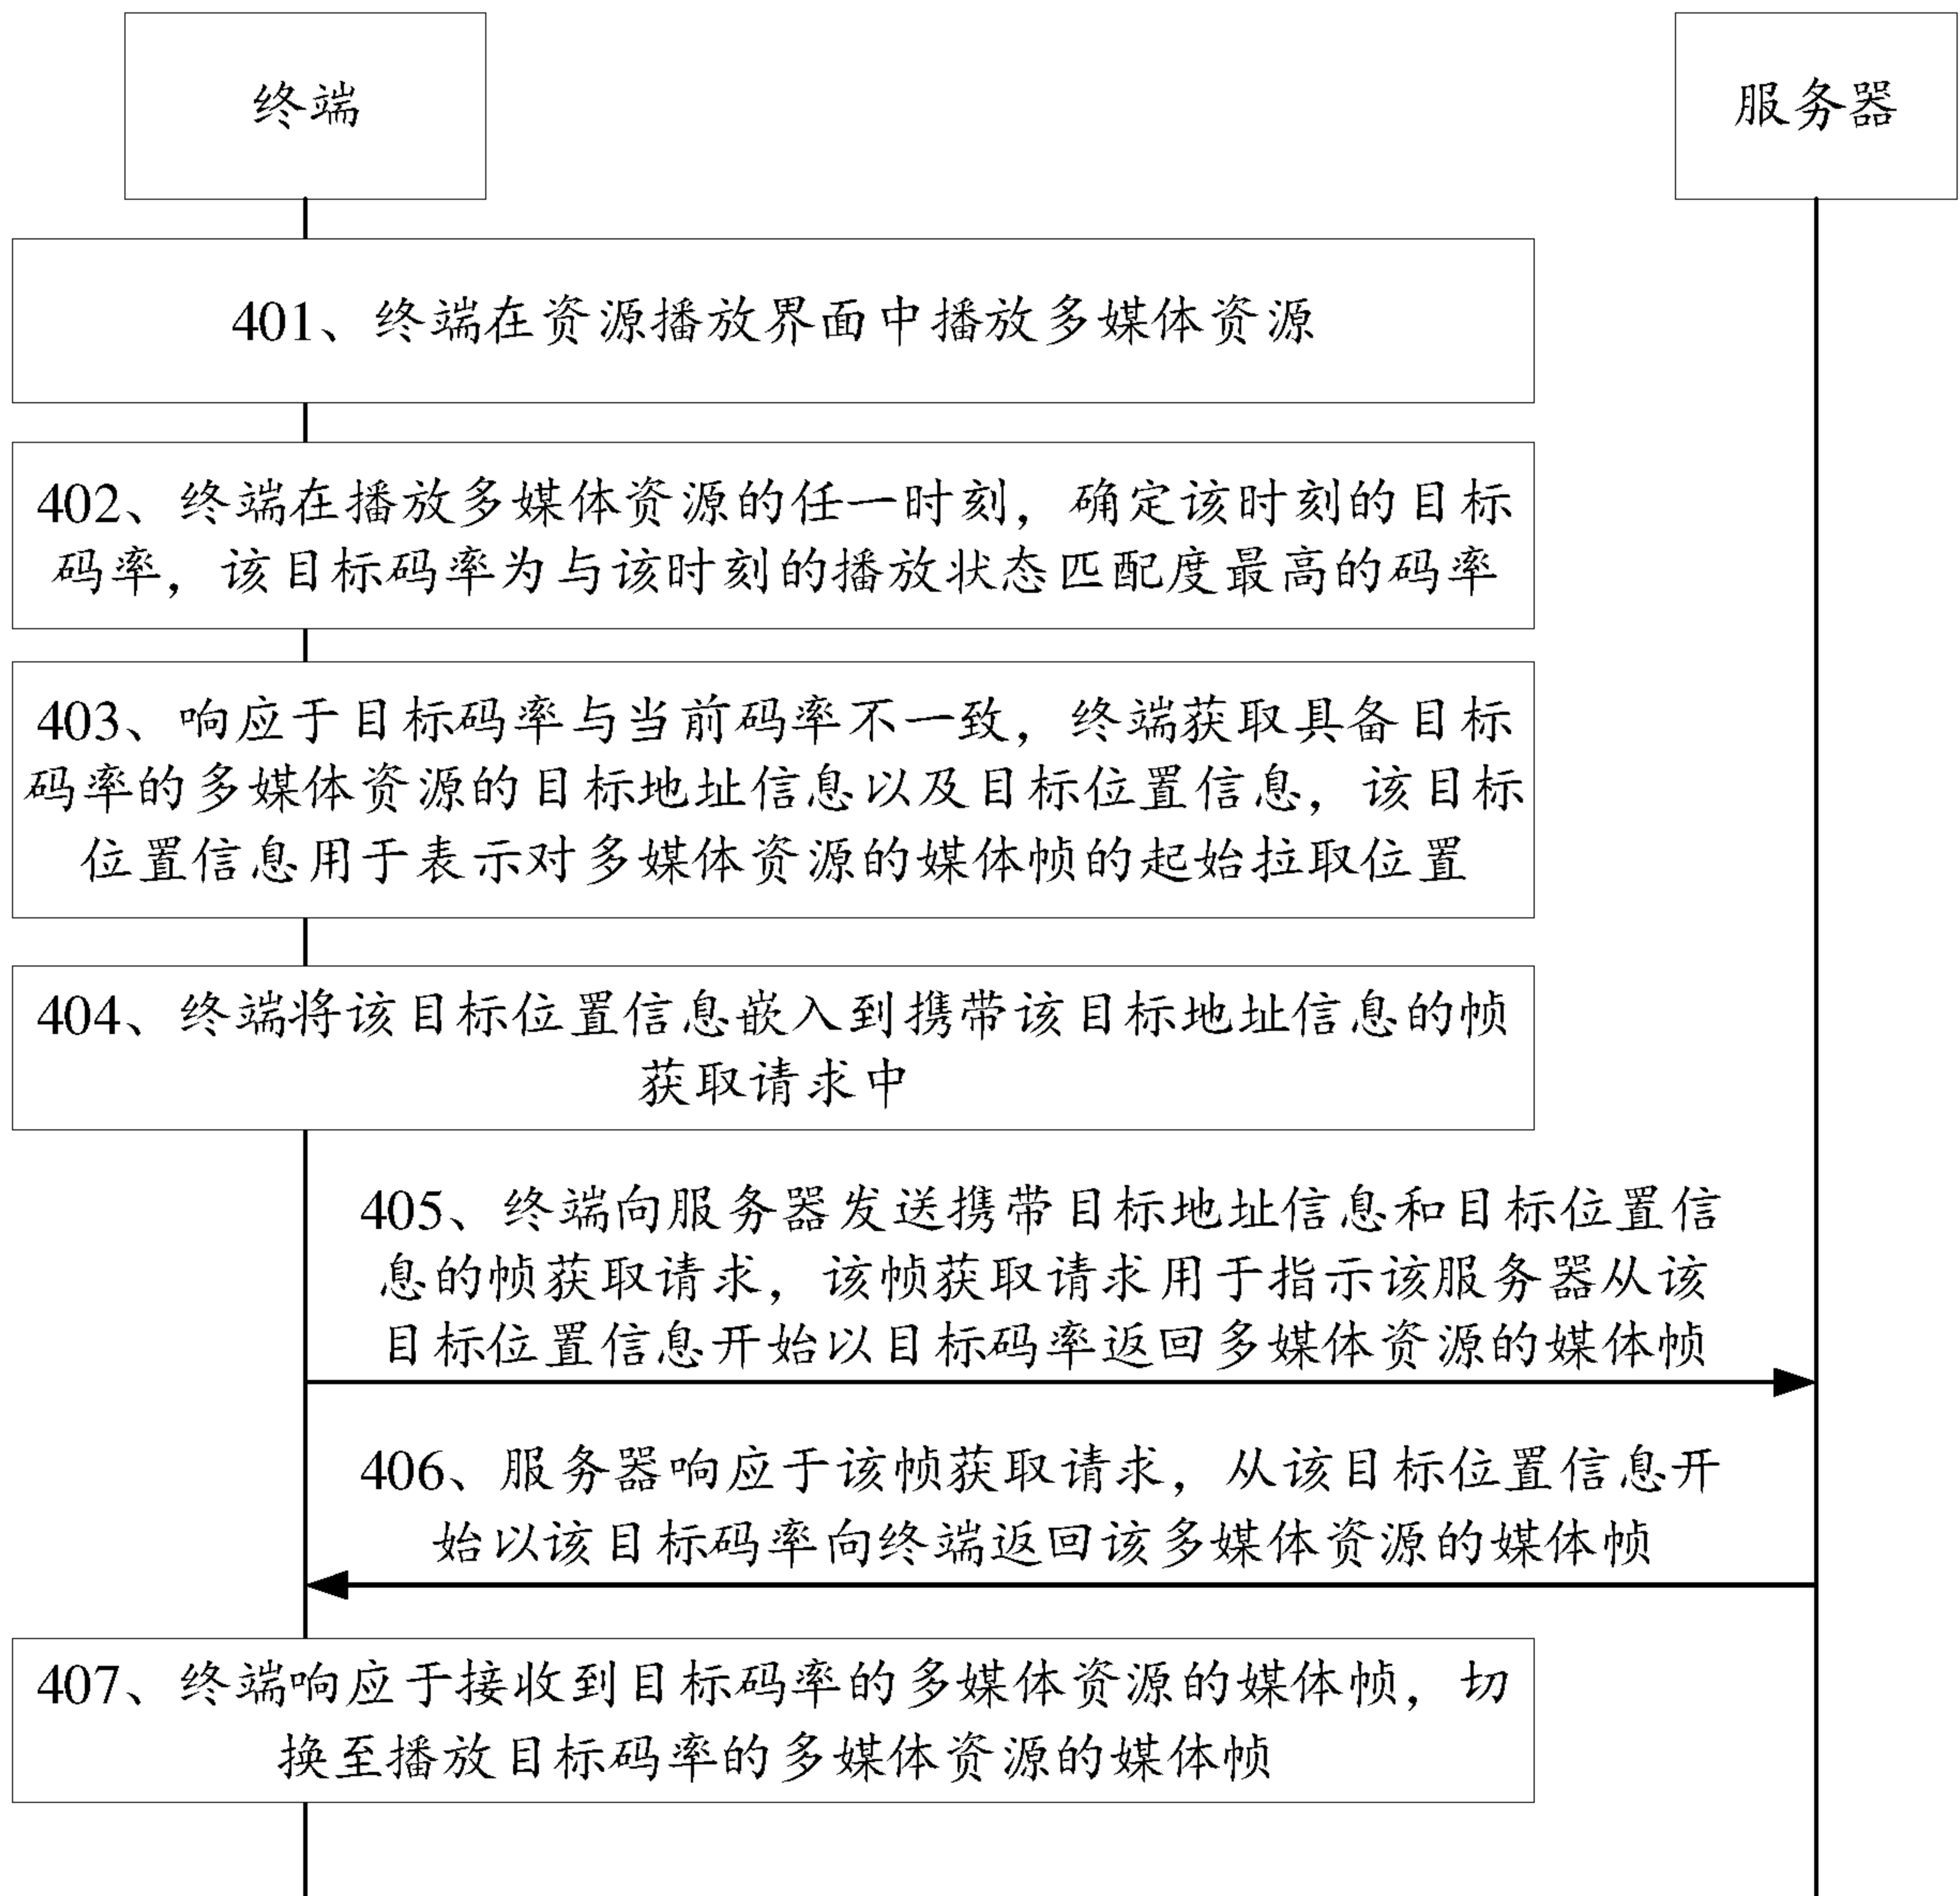 终端
服务器
401、终端在资源播放界面中播放多媒体资源
402、终端在播放多媒体资源的任一时刻，确定该时刻的目标
码率，该目标码率为与该时刻的播放状态匹配度最高的码率
403、响应于目标码率与当前码率不一致，终端获取具备目标
码率的多媒体资源的目标地址信息以及目标位置信息，该目标
位置信息用于表示对多媒体资源的媒体帧的起始拉取位置
404、终端将该目标位置信息嵌入到携带该目标地址信息的帧
获取请求中
405、终端向服务器发送携带目标地址信息和目标位置信
息的帧获取请求，该帧获取请求用于指示该服务器从该
目标位置信息开始以目标码率返回多媒体资源的媒体帧
406、服务器响应于该帧获取请求，从该目标位置信息开
始以该目标码率向终端返回该多媒体资源的媒体帧
407、终端响应于接收到目标码率的多媒体资源的媒体帧，切
换至播放目标码率的多媒体资源的媒体帧